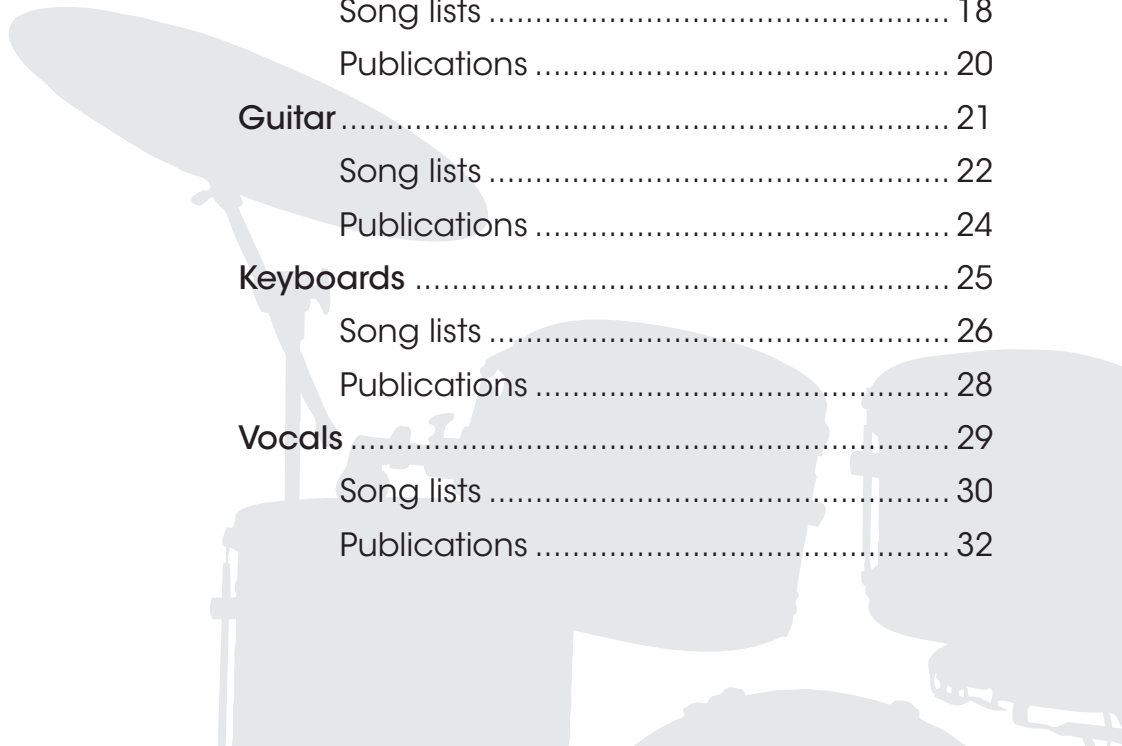 Song lists .................................................. 18
Publications ............................................. 20
Guitar .................................................................. 21
Song lists .................................................. 22
Publications ............................................. 24
Keyboards .......................................................... 25
Song lists .................................................. 26
Publications ............................................. 28
Vocals ................................................................. 29
Song lists .................................................. 30
Publications ............................................. 32